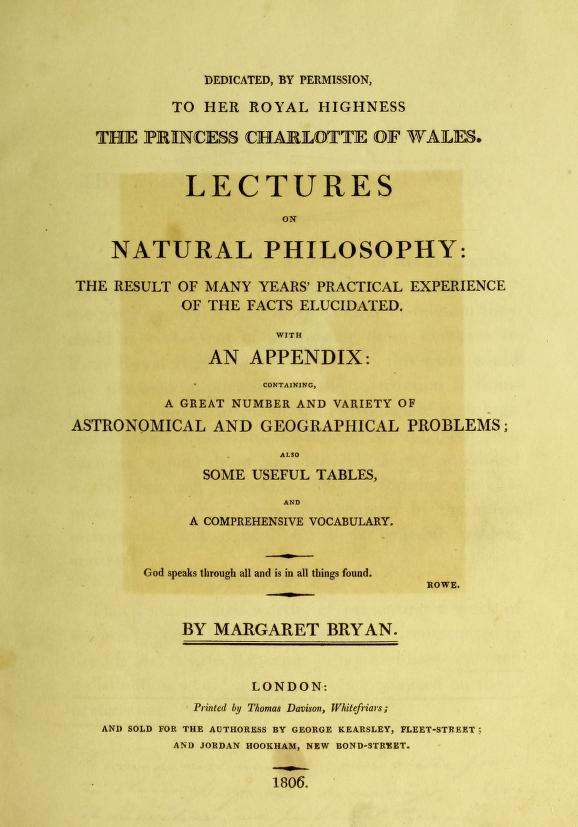 DEDICATED, BY PERMISSION,
TO HER ROYAL HIGHNESS
THE PRINCESS CHARLOTTE OF WALES.
LECTURES
ON
NATURAL PHILOSOPHY:
THE RESULT OF MANY YEARS' PRACTICAL EXPERIENCE
OF THE FACTS ELUCIDATED.
WITH
AN APPENDIX:
CONTAINING,
A GREAT NUMBER AND VARIETY OF
ASTRONOMICAL AND GEOGRAPHICAL PROBLEMS;
ALSO
SOME USEFUL TABLES,
AND
A COMPREHENSIVE VOCABULARY.
God speaks through all and is in all things found.
ROWE.
BY MARGARET BRYAN.
LONDON:
Printed by Thomas Davison, Whitefriars;
AND SOLD FOR THE AUTHORESS BY GEORGE KEARSLEY, FLEET-STREET;
AND JORDAN HOOKHAM, NEW BOND-STREET.
1806.